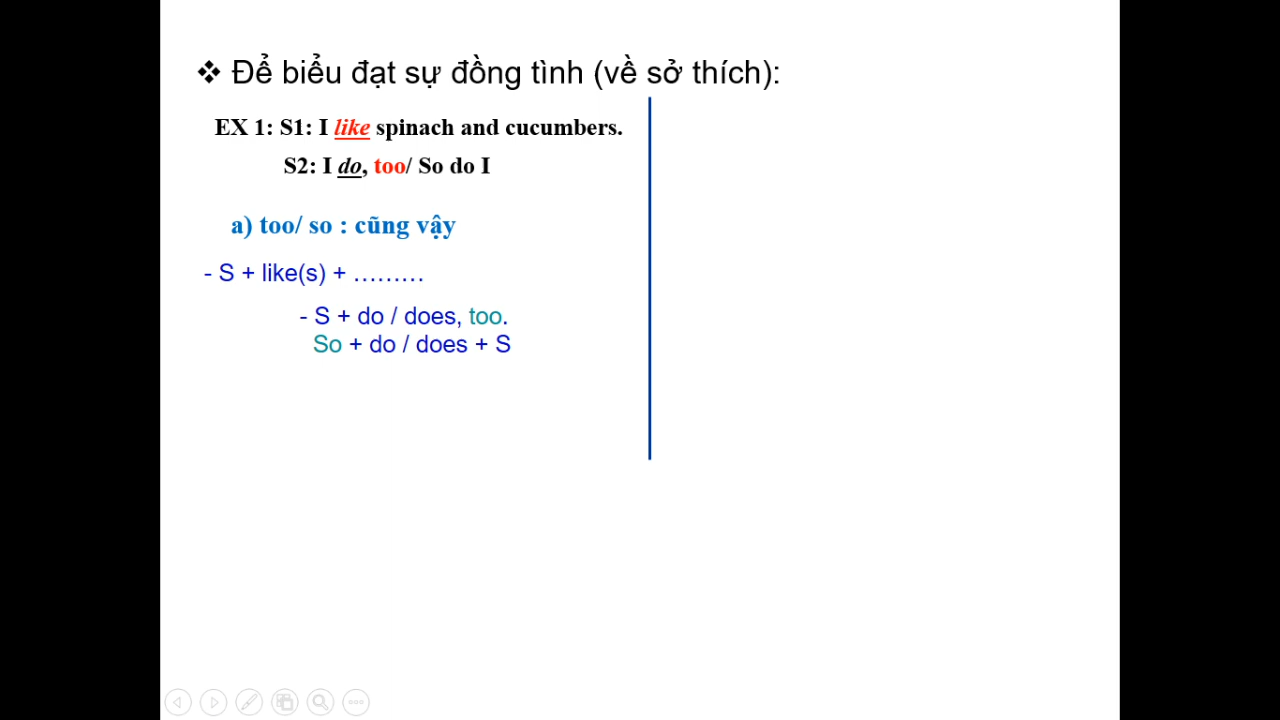 ❖ Để biểu đạt sự đồng tình (về sở thích):
EX 1: S1: I like spinach and cucumbers.
S2: I do, too/ So do I
a) too/ so : cũng vậy
- S + like(s) + ………
- S + do / does, too.
So + do / does + S